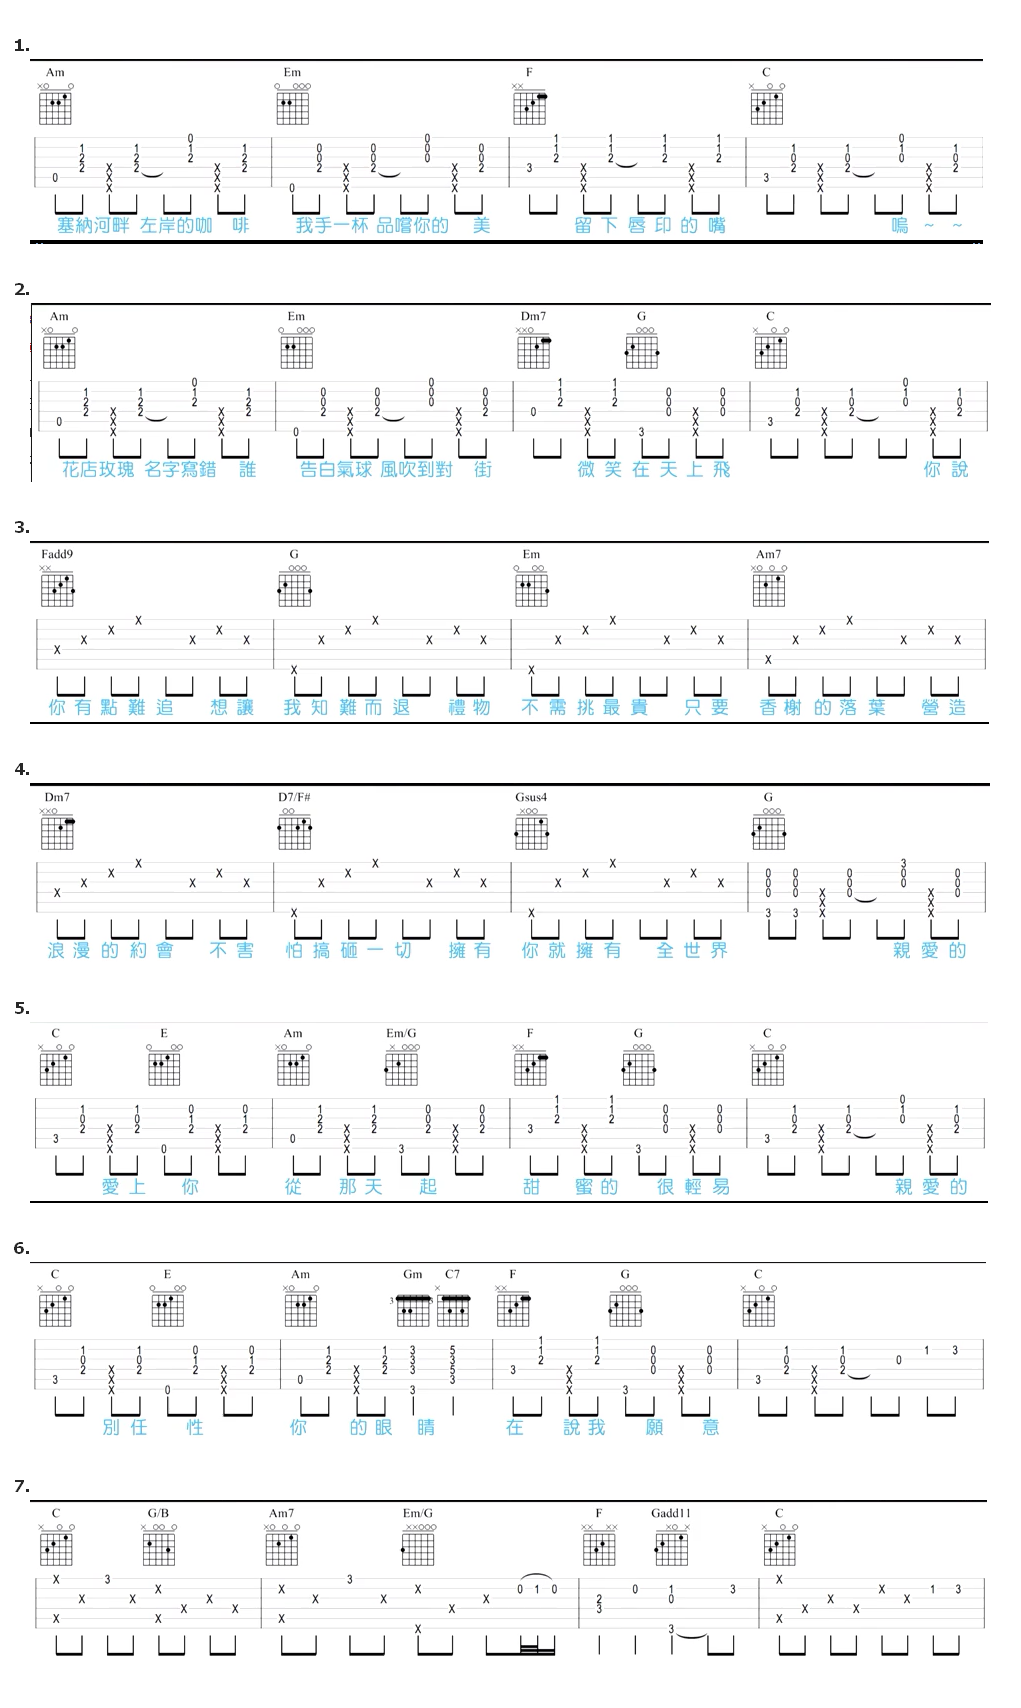 1.
Am Em F C
塞納河畔 左岸的咖 啡 我手一杯 品嚐你的 美 留 下 唇 印 的 嘴 嗚 ~ ~
2.
Am Em Dm7 G C
花店玫瑰 名字寫錯 誰 告白氣球 風吹到對 街 微 笑 在 天 上 飛 你 說
3.
Fadd9 G Em Am7
你 有 點 難 追 想 讓 我 知 難 而 退 禮 物 不 需 挑 最 貴 只 要 香 榭 的 落 葉 營 造
4.
Dm7 D7/F# Gsus4 G
浪 漫 的 約 會 不 害 怕 搞 砸 一 切 擁 有 你 就 擁 有 全 世 界 親 愛 的
5.
C E Am Em/G F G C
愛 上 你 從 那 天 起 甜 蜜 的 很 輕 易 親 愛 的
6.
C E Am Gm C7 F G C
別 任 性 你 的 眼 睛 在 說 我 願 意
7.
C G/B Am7 Em/G F Gadd11 C